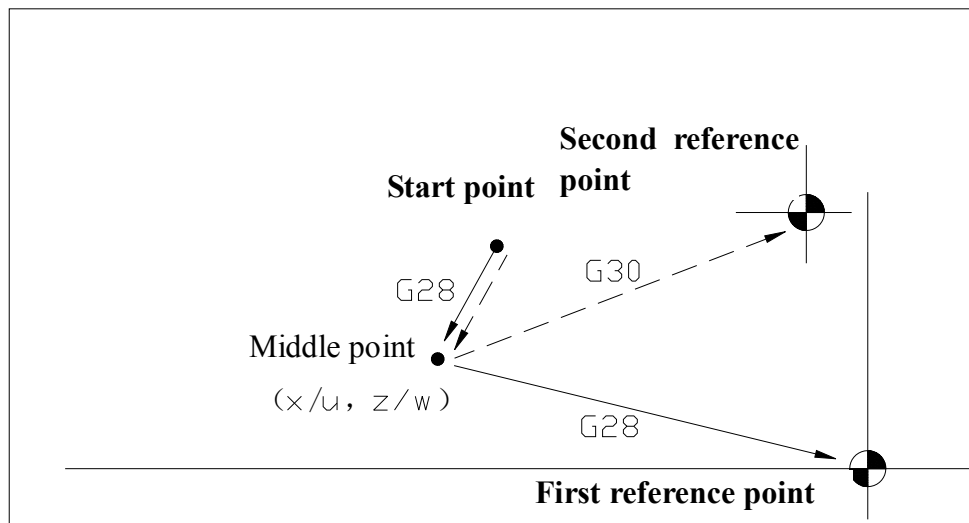 Second reference
point
Start point
G30
G28
Middle point
(x/u, z/w)
G28
First reference point